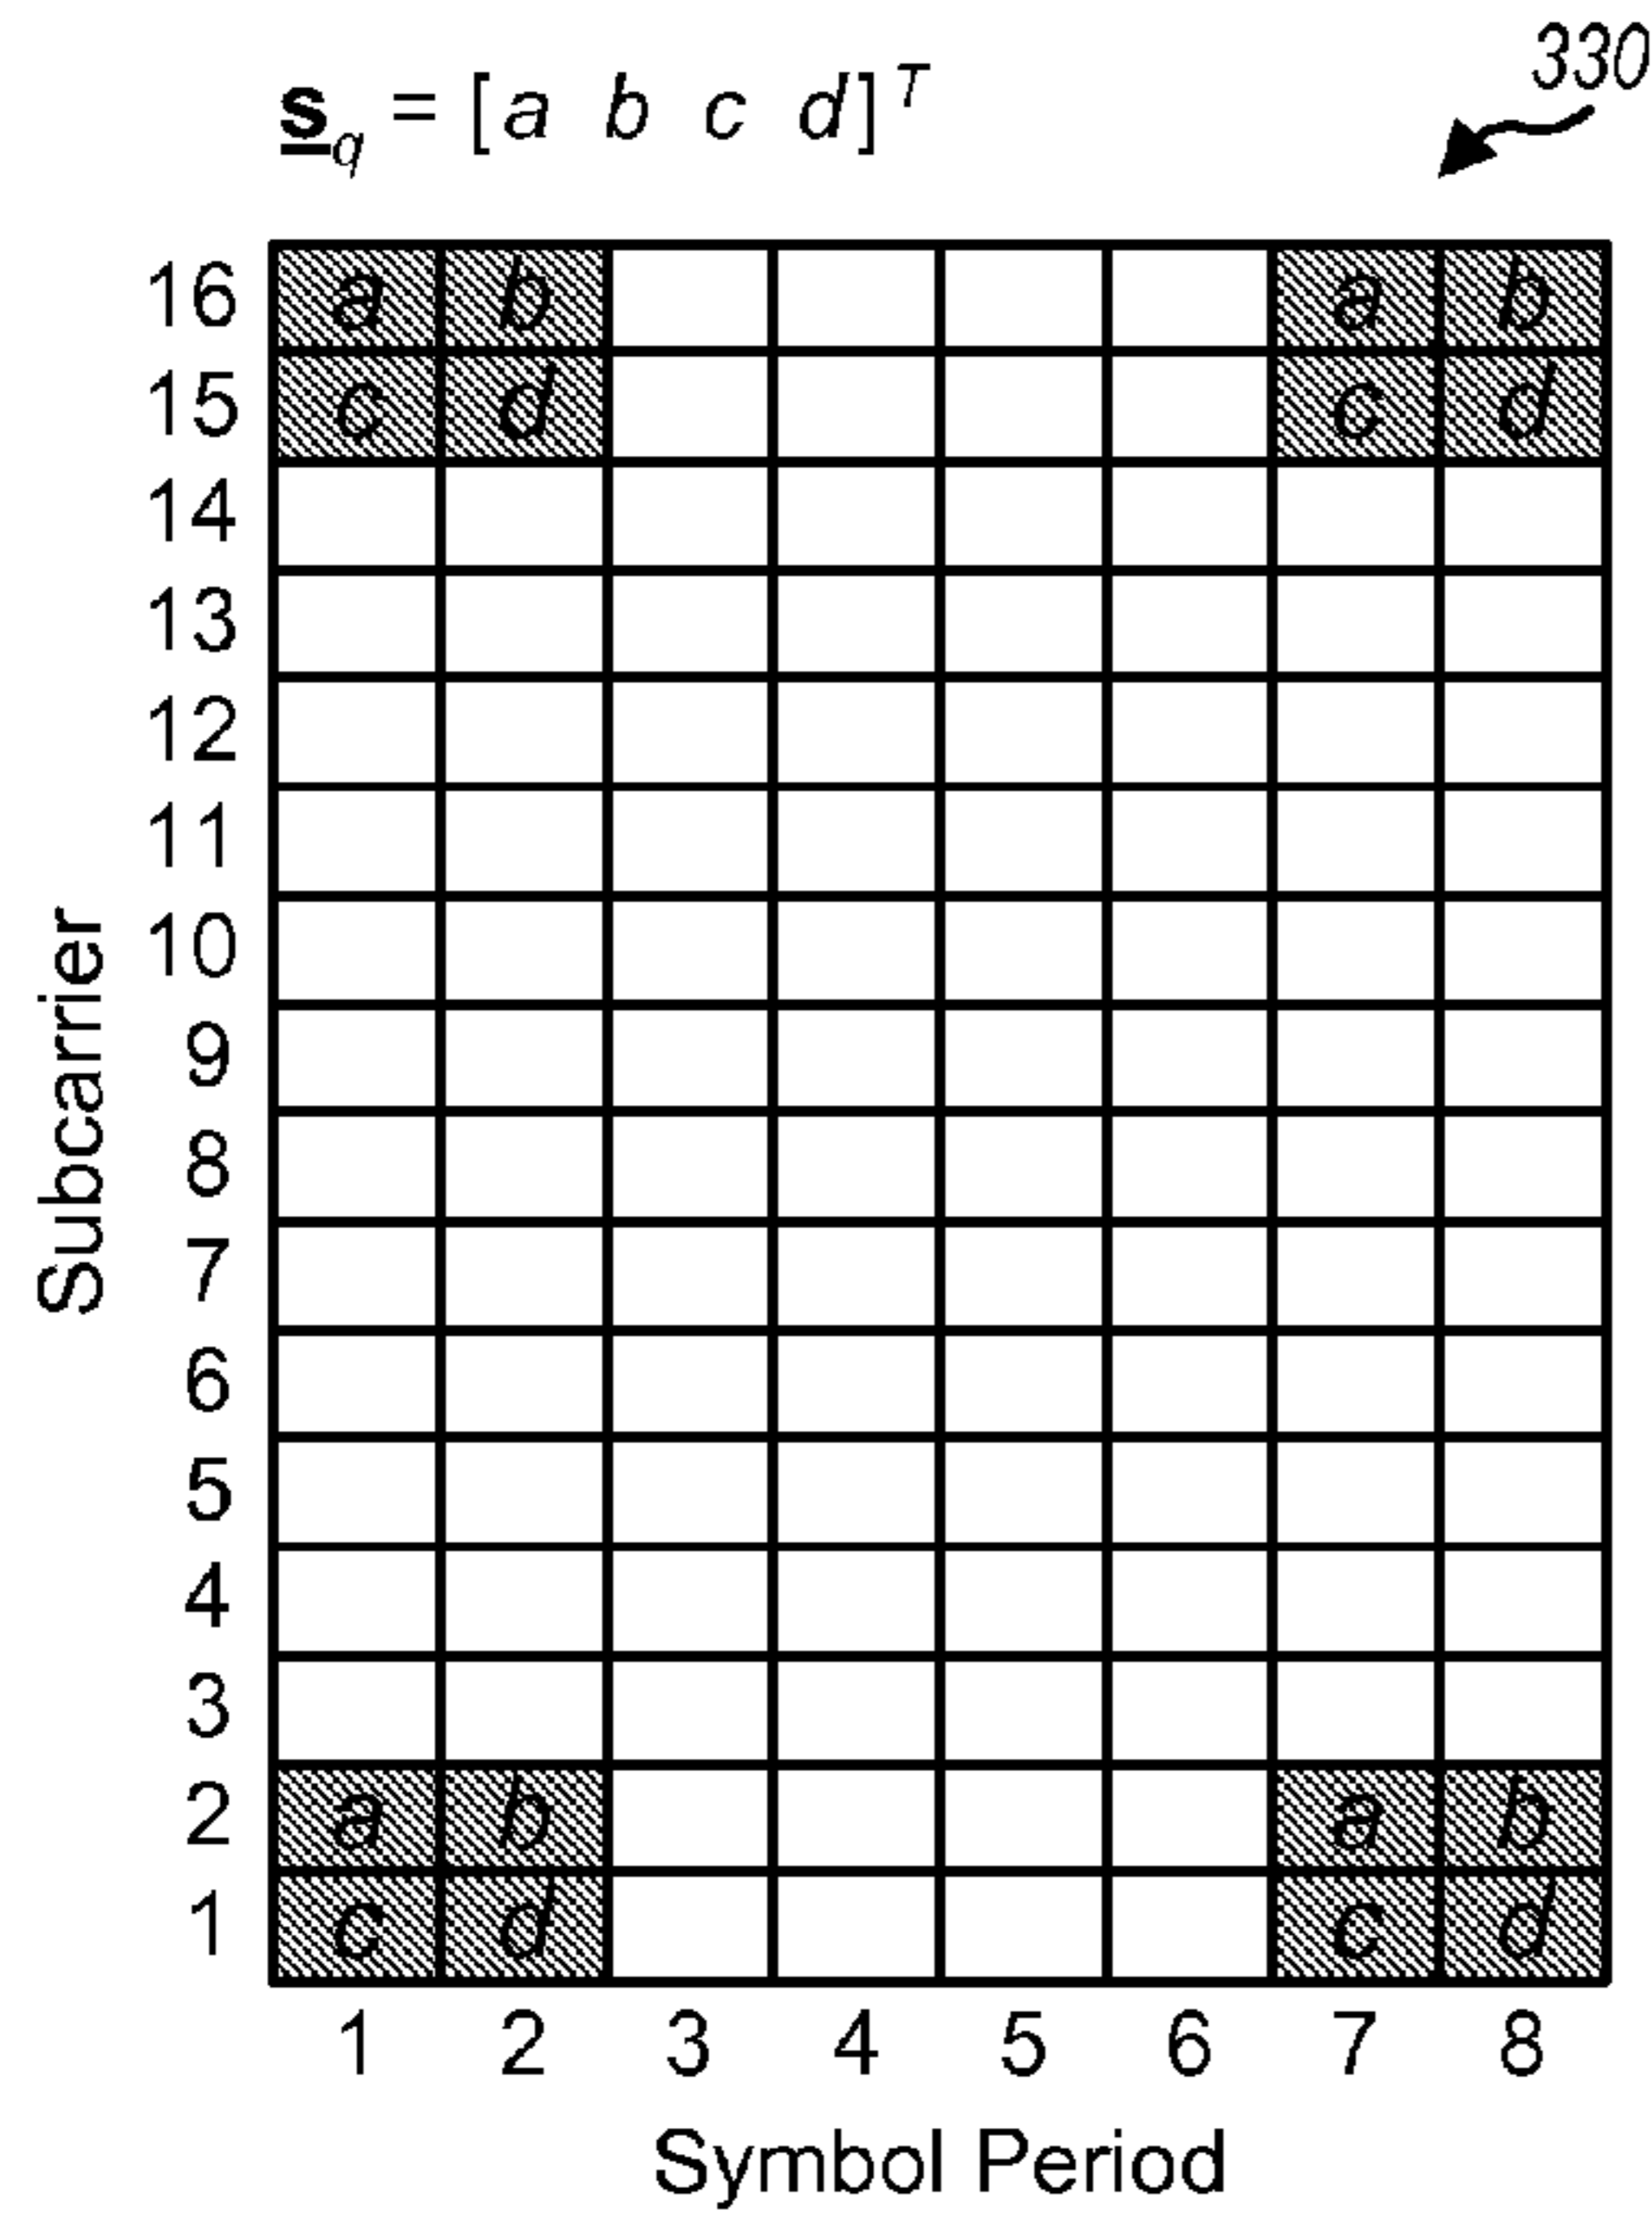 330
s_q = [a b c d]^T
16 a b a b
15 c d c d
14
13
12
11
10
9
8
7
6
5
4
3
2 a b a b
1 c d c d
1 2 3 4 5 6 7 8
Subcarrier
Symbol Period